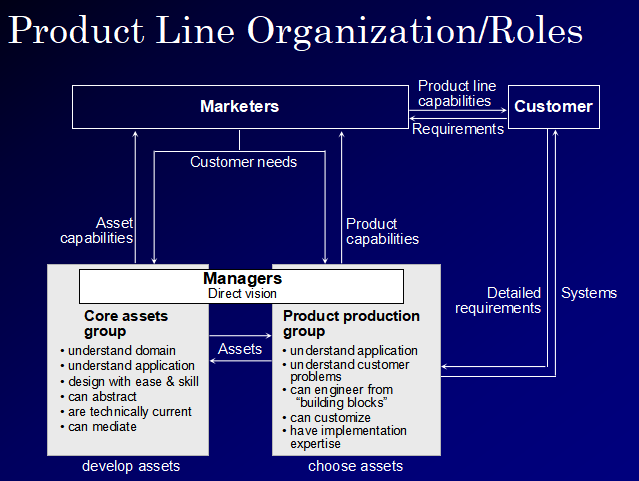 Product Line Organization/Roles
Marketers
Product line
capabilities
Customer
Requirements
Customer needs
Asset
capabilities
Product
capabilities
Managers
Direct vision
Detailed
requirements
Systems
Core assets
group
• understand domain
• understand application
• design with ease & skill
• can abstract
• are technically current
• can mediate
Assets
Product production
group
• understand application
• understand customer
problems
• can engineer from
“building blocks”
• can customize
• have implementation
expertise
develop assets
choose assets